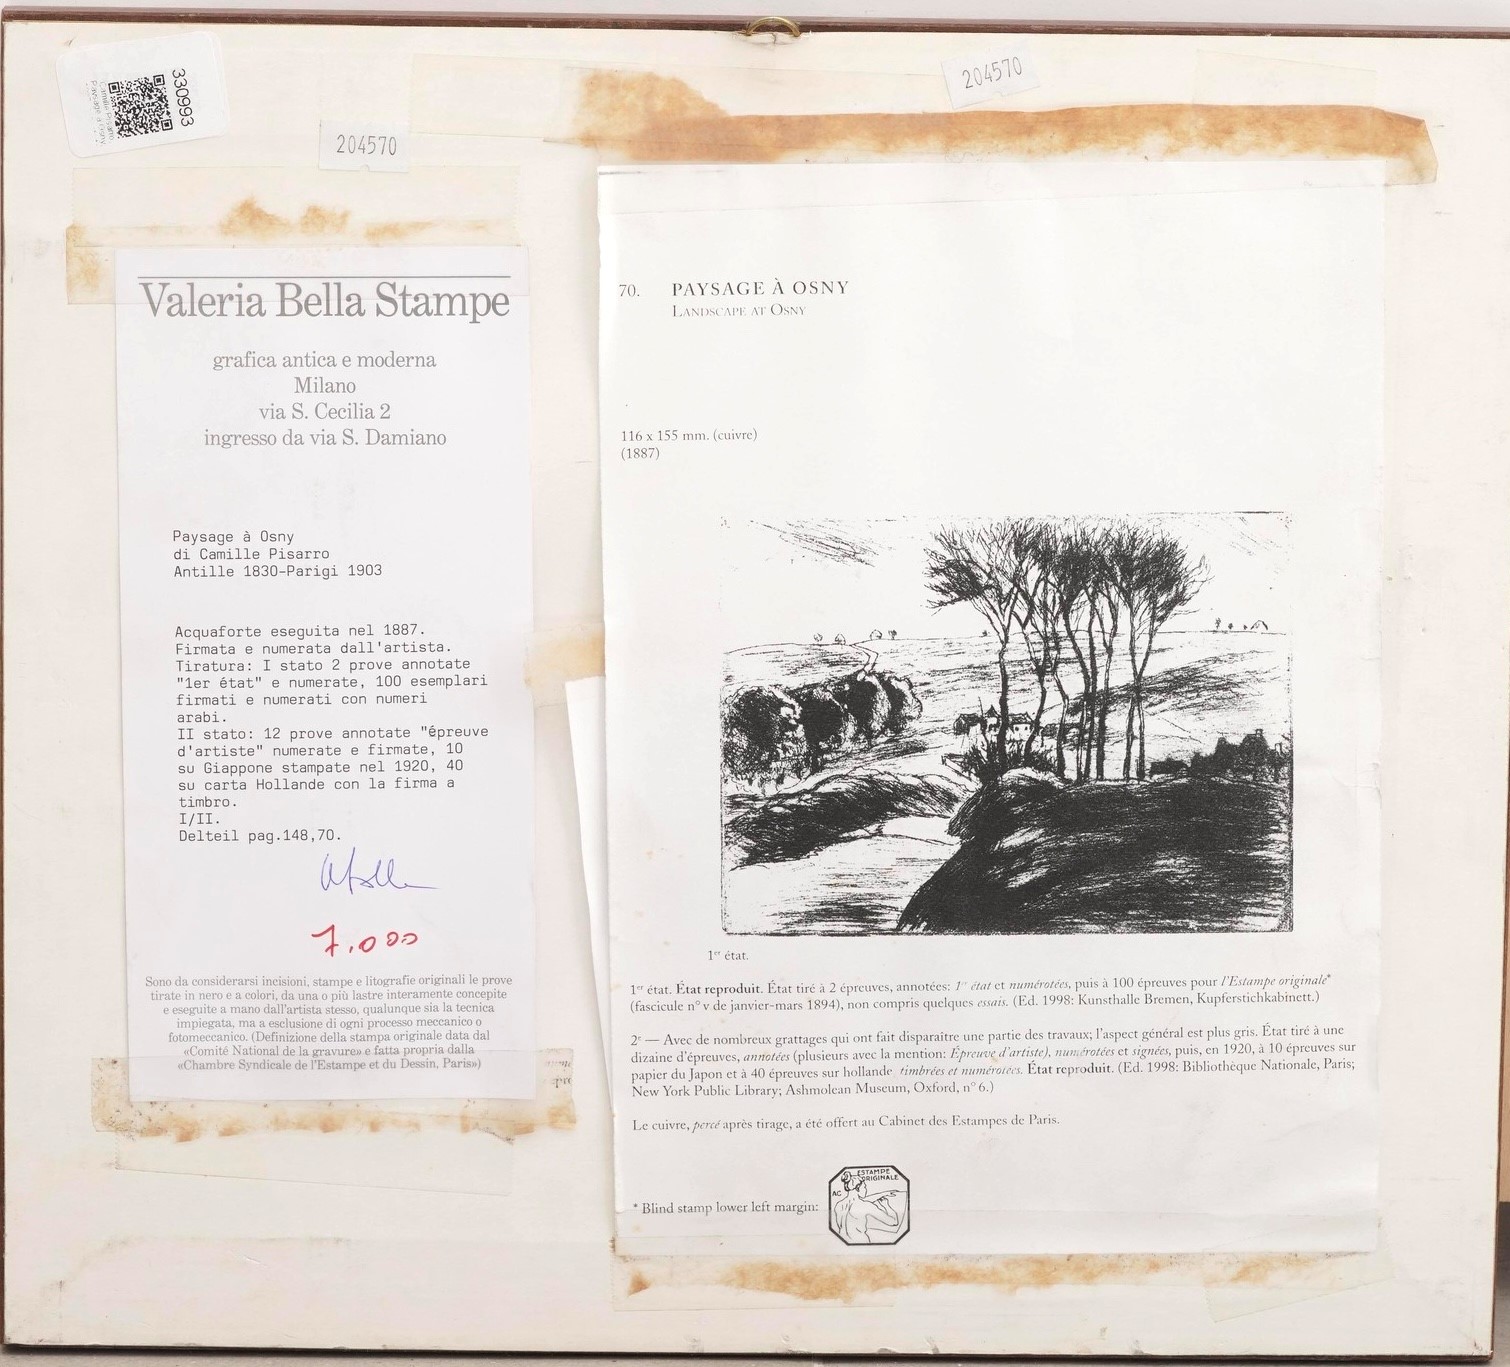 330993
204570
204570
Valeria Bella Stampe
grafica antica e moderna
Milano
via S. Cecilia 2
ingresso da via S. Damiano
Paysage à Osny
di Camille Pisarro
Antille 1830-Parigi 1903
Acquaforte eseguita nel 1887.
Firmata e numerata dall'artista.
Tiratura: I stato 2 prove annotate
"1er état" e numerate, 100 esemplari
firmati e numerati con numeri
arabi.
II stato: 12 prove annotate "épreuve
d'artiste" numerate e firmate, 10
su Giappone stampate nel 1920, 40
su carta Hollande con la firma a
timbro.
I/II.
Delteil pag.148,70.
7.000
Sono da considerarsi incisioni, stampe e litografie originali le prove
tirate in nero e a colori, da una o più lastre interamente concepite
e eseguite a mano dall'artista stesso, qualunque sia la tecnica
impiegata, ma a esclusione di ogni processo meccanico o
fotomeccanico. (Definizione della stampa originale data dal
«Comité National de la gravure» e fatta propria dalla
«Chambre Syndicale de l'Estampe et du Dessin, Paris»)
70. PAYSAGE À OSNY
LANDSCAPE AT OSNY
116 x 155 mm. (cuivre)
(1887)
1er état.
1er état. État reproduit. État tiré à 2 épreuves, annotées: 1er état et numérotées, puis à 100 épreuves pour l'Estampe originale*
(fascicule n° v de janvier-mars 1894), non compris quelques essais. (Ed. 1998: Kunsthalle Bremen, Kupferstichkabinett.)
2e — Avec de nombreux grattages qui ont fait disparaître une partie des travaux; l'aspect général est plus gris. État tiré à une
dizaine d'épreuves, annotées (plusieurs avec la mention: Épreuve d'artiste), numérotées et signées, puis, en 1920, à 10 épreuves sur
papier du Japon et à 40 épreuves sur hollande, timbrées et numérotées. État reproduit. (Ed. 1998: Bibliothèque Nationale, Paris;
New York Public Library; Ashmolean Museum, Oxford, n° 6.)
Le cuivre, percé après tirage, a été offert au Cabinet des Estampes de Paris.
* Blind stamp lower left margin:
ESTAMPE
ORIGINALE
AC